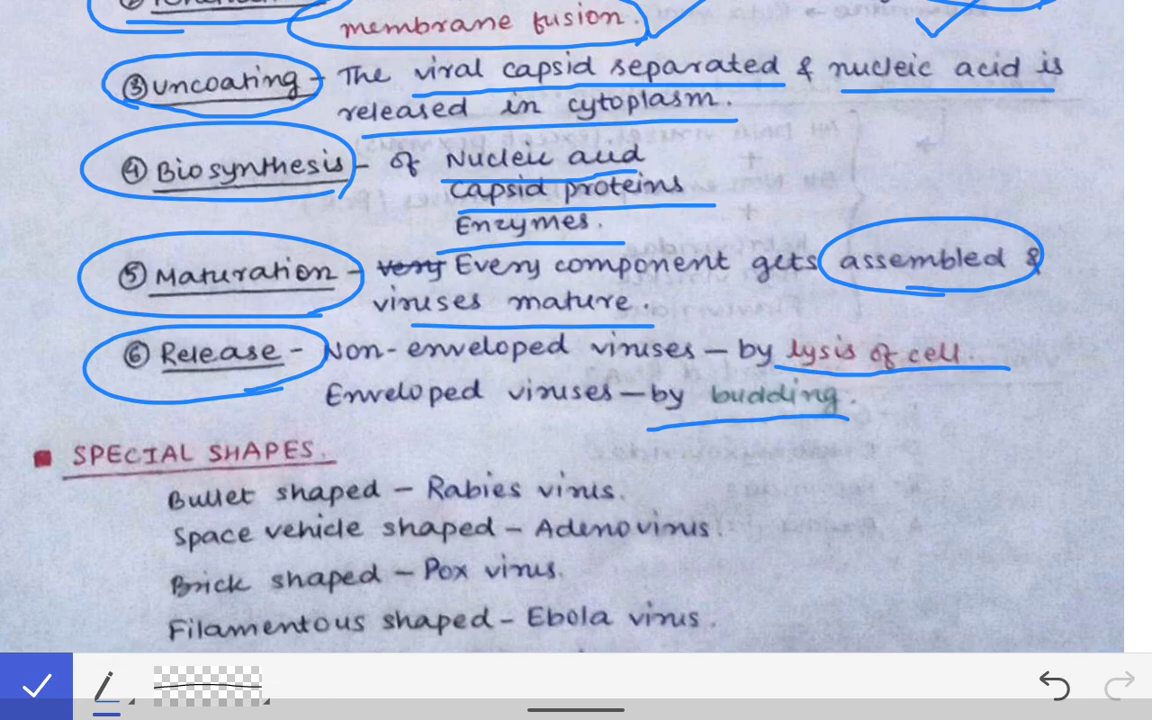 membrane fusion.
③ uncoating - The viral capsid separated & nucleic acid is
released in cytoplasm.
④ Biosynthesis - of Nucleic acid
Capsid proteins
Enzymes.
⑤ Maturation - very Every component gets assembled &
viruses mature.
⑥ Release - Non-enveloped viruses - by lysis of cell.
Enveloped viruses - by budding.
SPECIAL SHAPES.
Bullet shaped - Rabies virus.
Space vehicle shaped - Adenovirus.
Brick shaped - Pox virus.
Filamentous shaped - Ebola virus.